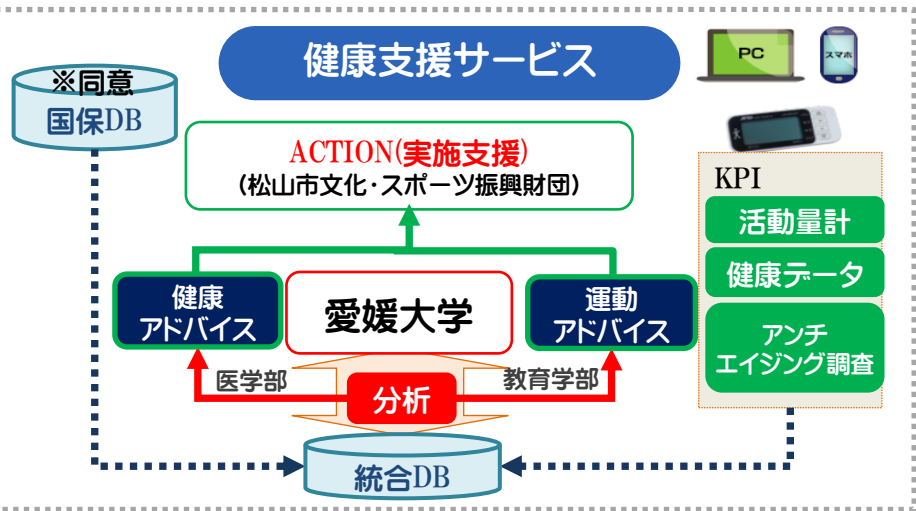 健康支援サービス
PC
スマホ
※同意
国保DB
ACTION(実施支援)
(松山市文化・スポーツ振興財団)
KPI
活動量計
健康データ
アンチ
エイジング調査
健康
アドバイス
愛媛大学
運動
アドバイス
医学部
教育学部
分析
統合DB